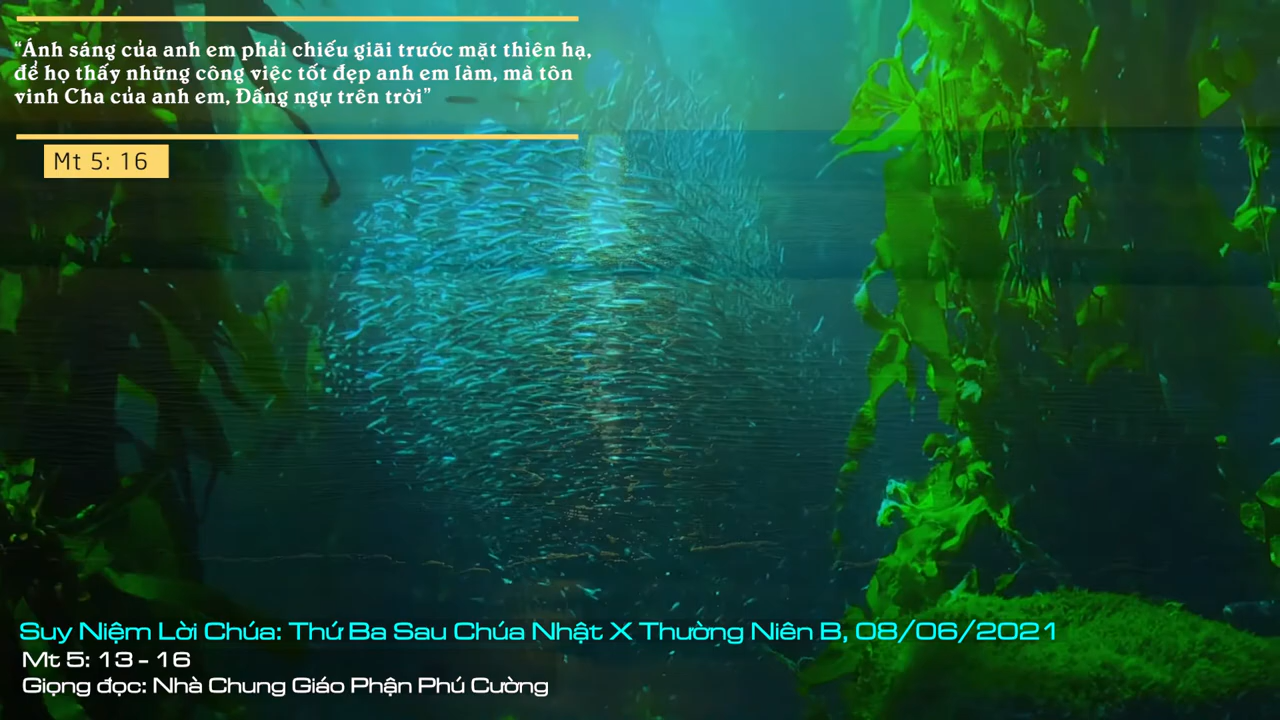 “Ánh sáng của anh em phải chiếu giãi trước mặt thiên hạ,
để họ thấy những công việc tốt đẹp anh em làm, mà tôn
vinh Cha của anh em, Đấng ngự trên trời”
Mt 5: 16
Suy Niệm Lời Chúa: Thứ Ba Sau Chúa Nhật X Thường Niên B, 08/06/2021
Mt 5: 13 - 16
Giọng đọc: Nhà Chung Giáo Phận Phú Cường